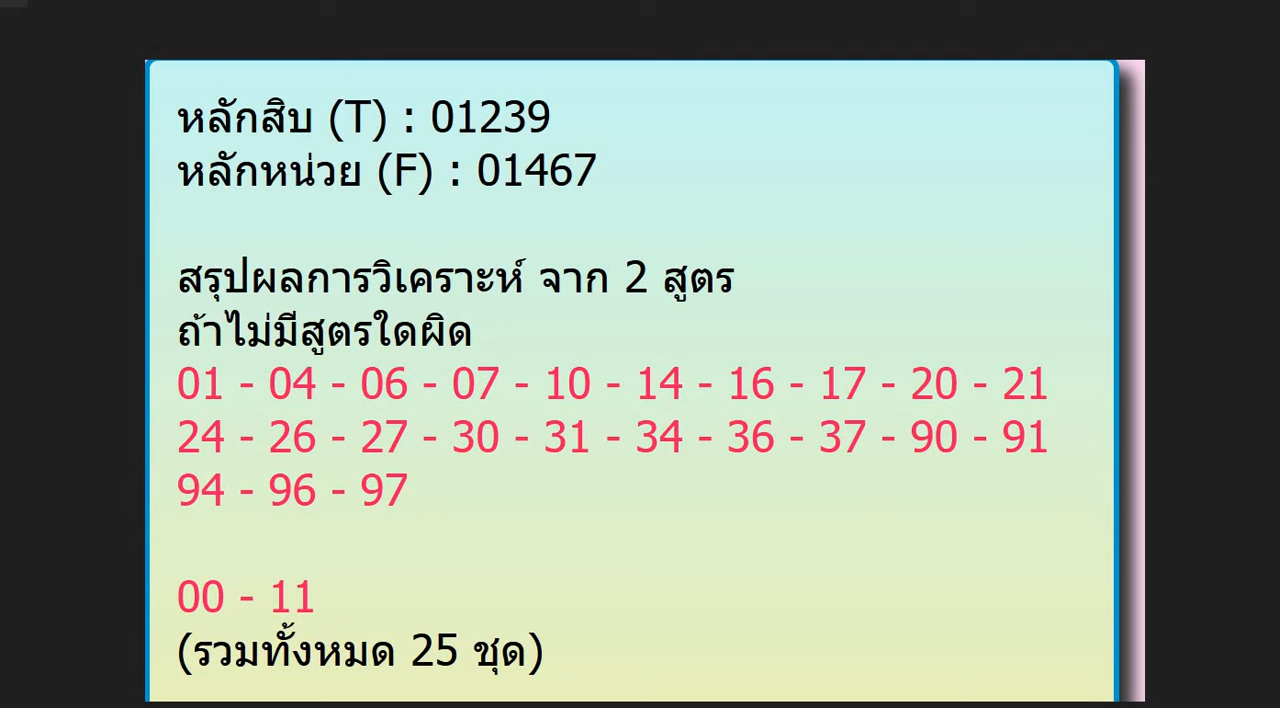 หลักสิบ (T) : 01239
หลักหน่วย (F) : 01467
สรุปผลการวิเคราะห์ จาก 2 สูตร
ถ้าไม่มีสูตรใดผิด
01 - 04 - 06 - 07 - 10 - 14 - 16 - 17 - 20 - 21
24 - 26 - 27 - 30 - 31 - 34 - 36 - 37 - 90 - 91
94 - 96 - 97
00 - 11
(รวมทั้งหมด 25 ชุด)